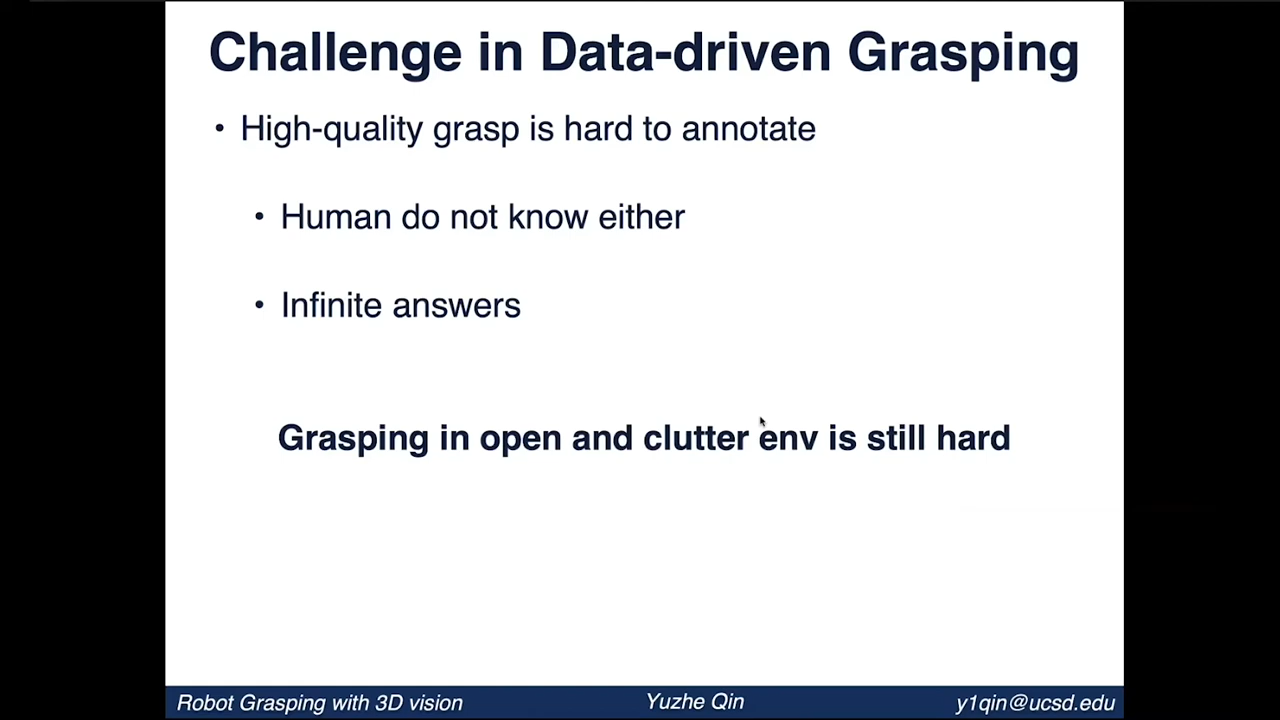 Challenge in Data-driven Grasping
• High-quality grasp is hard to annotate
• Human do not know either
• Infinite answers
Grasping in open and clutter env is still hard
Robot Grasping with 3D vision
Yuzhe Qin
y1qin@ucsd.edu